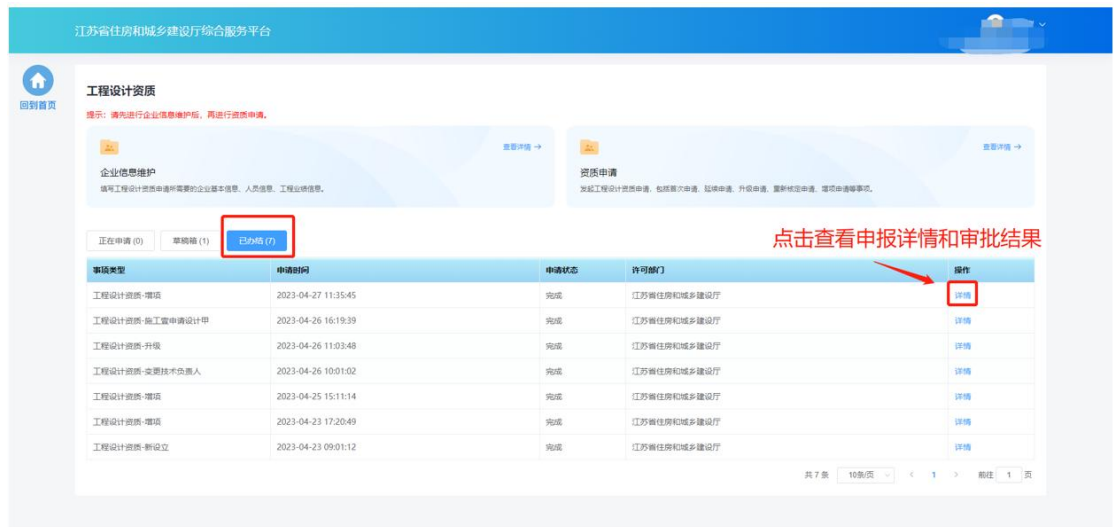 江苏省住房和城乡建设厅综合服务平台
回到首页
工程设计资质
提示：请先进行企业信息维护后，再进行资质申请。
查看详情 →
企业信息维护
填写工程设计资质申请所需要的企业基本信息、人员信息、工程业绩信息。
查看详情 →
资质申请
发起工程设计资质申请，包括首次申请、延续申请、升级申请、重新核定申请、增项申请等事项。
正在申请 (0) 草稿箱 (1) 已办结 (7)
点击查看申报详情和审批结果
事项类型 申请时间 申请状态 许可部门 操作
工程设计资质-增项 2023-04-27 11:35:45 完成 江苏省住房和城乡建设厅 详情
工程设计资质-施工壹申请设计甲 2023-04-26 16:19:39 完成 江苏省住房和城乡建设厅 详情
工程设计资质-升级 2023-04-26 11:03:48 完成 江苏省住房和城乡建设厅 详情
工程设计资质-变更技术负责人 2023-04-26 10:01:02 完成 江苏省住房和城乡建设厅 详情
工程设计资质-增项 2023-04-25 15:11:14 完成 江苏省住房和城乡建设厅 详情
工程设计资质-增项 2023-04-23 17:20:49 完成 江苏省住房和城乡建设厅 详情
工程设计资质-新设立 2023-04-23 09:01:12 完成 江苏省住房和城乡建设厅 详情
共 7 条 10条/页 < 1 > 前往 1 页